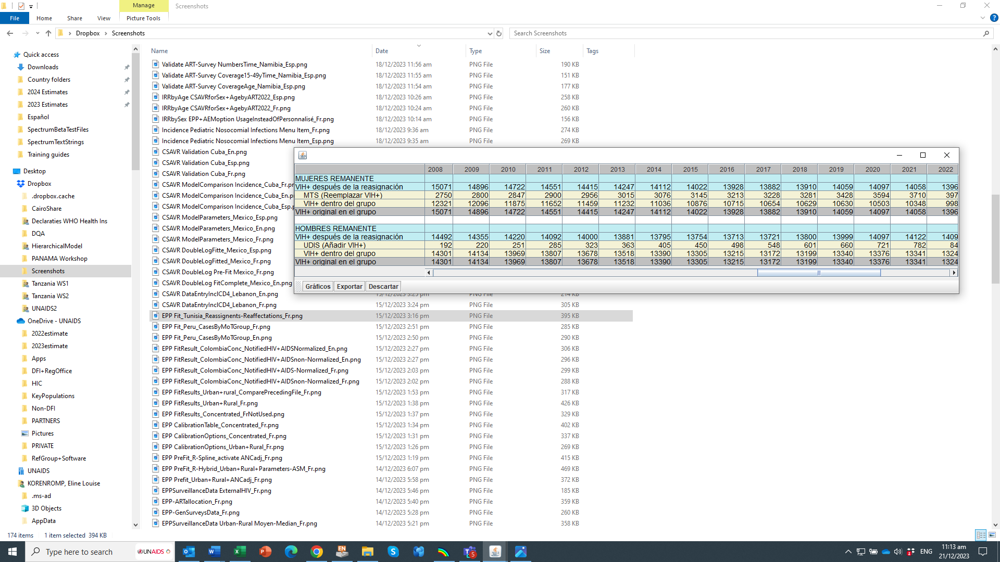 Manage
Screenshots
File
Home
Share
View
Picture Tools
Dropbox
Screenshots
Search Screenshots
Quick access
Downloads
Country folders
2024 Estimates
2023 Estimates
Español
SpectrumBetaTestFiles
SpectrumTextStrings
Training guides
Desktop
Dropbox
.dropbox.cache
CairoShare
Declaraties WHO Health Ins
DQA
HierarchicalModel
PANAMA Workshop
Screenshots
Tanzania WS1
Tanzania WS2
UNAIDS2
OneDrive - UNAIDS
2022estimate
2023estimate
Apps
DFI+RegOffice
HIC
KeyPopulations
Non-DFI
PARTNERS
Pictures
PRIVATE
RefGroup+Software
UNAIDS
KORENROMP, Eline Louise
.ms-ad
3D Objects
AppData
Name Date Type Size Tags
Validate ART-Survey NumbersTime_Namibia_Esp.png 18/12/2023 11:56 am PNG File 190 KB
Validate ART-Survey Coverage15-49yTime_Namibia_Esp.png 18/12/2023 11:55 am PNG File 151 KB
Validate ART-Survey CoverageAge_Namibia_Esp.png 18/12/2023 11:54 am PNG File 177 KB
IRRbyAge CSAVRforSex+AgebyART2022_Esp.png 18/12/2023 10:26 am PNG File 258 KB
IRRbyAge CSAVRforSex+AgebyART2022_Fr.png 18/12/2023 10:24 am PNG File 260 KB
IRRbySex EPP+AEMoption UsageInsteadOfPersonnalisé_Fr.png 18/12/2023 10:14 am PNG File 156 KB
Incidence Pediatric Nosocomial Infections Menu Item_Fr.png 18/12/2023 9:36 am PNG File 274 KB
Incidence Pediatric Nosocomial Infections Menu Item_Esp.png 18/12/2023 9:35 am PNG File 269 KB
CSAVR Validation Cuba_En.png
CSAVR Validation Cuba_Esp.png
CSAVR Validation Cuba_Fr.png
CSAVR ModelComparison Incidence_Cuba_Fr.pn
CSAVR ModelComparison Incidence_Cuba_En.p
CSAVR ModelComparison Incidence_Cuba_Esp.
CSAVR ModelParameters_Mexico_Esp.png
CSAVR ModelParameters_Mexico_En.png
CSAVR ModelParameters_Mexico_Fr.png
CSAVR DoubleLogFitte_Mexico_Esp.png
CSAVR DoubleLogFitted_Mexico_Fr.png
CSAVR DoubleLog Pre-Fit Mexico_Fr.png
CSAVR DoubleLog FitComplete_Mexico_En.png
CSAVR DataEntryIncICD4_Lebanon_En.png 15/12/2023 3:25 pm PNG File 214 KB
CSAVR DataEntryIncICD4_Lebanon_Fr.png 15/12/2023 3:24 pm PNG File 305 KB
EPP Fit_Tunisia_Reassignents-Reaffectations_Fr.png 15/12/2023 3:16 pm PNG File 395 KB
EPP Fit_Peru_CasesByMoTGroup_Fr.png 15/12/2023 2:51 pm PNG File 285 KB
EPP Fit_Peru_CasesByMoTGroup_En.png 15/12/2023 2:50 pm PNG File 290 KB
EPP FitResult_ColombiaConc_NotifiedHIV+AIDSNormalized_En.png 15/12/2023 2:27 pm PNG File 306 KB
EPP FitResult_ColombiaConc_NotifiedHIV+AIDSnon-Normalized_En.png 15/12/2023 2:27 pm PNG File 296 KB
EPP FitResult_ColombiaConc_NotifiedHIV+AIDS-Normalized_Fr.png 15/12/2023 2:03 pm PNG File 299 KB
EPP FitResult_ColombiaConc_NotifiedHIV+AIDSnon-Normalized_Fr.png 15/12/2023 2:02 pm PNG File 288 KB
EPP FitResults_Urban+rural_ComparePrecedingFile_Fr.png 15/12/2023 1:53 pm PNG File 317 KB
EPP FitResults_Urban+Rural_Fr.png 15/12/2023 1:38 pm PNG File 426 KB
EPP FitResults_Concentrated_FrNotUsed.png 15/12/2023 1:37 pm PNG File 329 KB
EPP CalibrationTable_Concentrated_Fr.png 15/12/2023 1:34 pm PNG File 402 KB
EPP CalibrationOptions_Concentrated_Fr.png 15/12/2023 1:31 pm PNG File 337 KB
EPP CalibrationOptions_Urban+Rural_Fr.png 15/12/2023 1:26 pm PNG File 269 KB
EPP PreFit_R-Spline_activate ANCadj_Fr.png 15/12/2023 1:19 pm PNG File 415 KB
EPP PreFit_R-Hybrid_Urban+Rural+Parameters-ASM_Fr.png 14/12/2023 6:07 pm PNG File 469 KB
EPP Prefit_Urban+Rural+ANCadj_Fr.png 14/12/2023 5:58 pm PNG File 372 KB
EPPSurveillanceData ExternalHIV_Fr.png 14/12/2023 5:46 pm PNG File 185 KB
EPP-ARTallocation_Fr.png 14/12/2023 5:40 pm PNG File 359 KB
EPP-GenSurveysData_Fr.png 14/12/2023 5:28 pm PNG File 260 KB
EPPSurveillanceData Urban-Rural Moyen-Median_Fr.png 14/12/2023 5:21 pm PNG File 358 KB
2008 2009 2010 2011 2012 2013 2014 2015 2016 2017 2018 2019 2020 2021 2022
MUJERES REMANENTE
VIH+ después de la reasignación 15071 14896 14722 14551 14415 14247 14112 14022 13928 13882 13910 14059 14097 14058 1396
MTS (Reemplazar VIH+) 2750 2800 2847 2900 2956 3015 3076 3145 3213 3228 3281 3428 3594 3710 397
VIH+ dentro del grupo 12321 12096 11875 11652 11459 11232 11036 10876 10715 10654 10629 10630 10503 10348 998
VIH+ original en el grupo 15071 14896 14722 14551 14415 14247 14112 14022 13928 13882 13910 14059 14097 14058 1396
HOMBRES REMANENTE
VIH+ después de la reasignación 14492 14355 14220 14092 14000 13881 13795 13754 13713 13721 13800 13999 14097 14122 1409
UDIS (Añadir VIH+) 192 220 251 285 323 363 405 450 498 548 601 660 721 782 84
VIH+ dentro del grupo 14301 14134 13969 13807 13678 13518 13390 13305 13215 13172 13199 13340 13376 13341 1324
VIH+ original en el grupo 14301 14134 13969 13807 13678 13518 13390 13305 13215 13172 13199 13340 13376 13341 1324
Gráficos Exportar Descartar
174 items 1 item selected 394 KB
Type here to search
UNAIDS
EN
5
2
ENG
11:13 am
21/12/2023